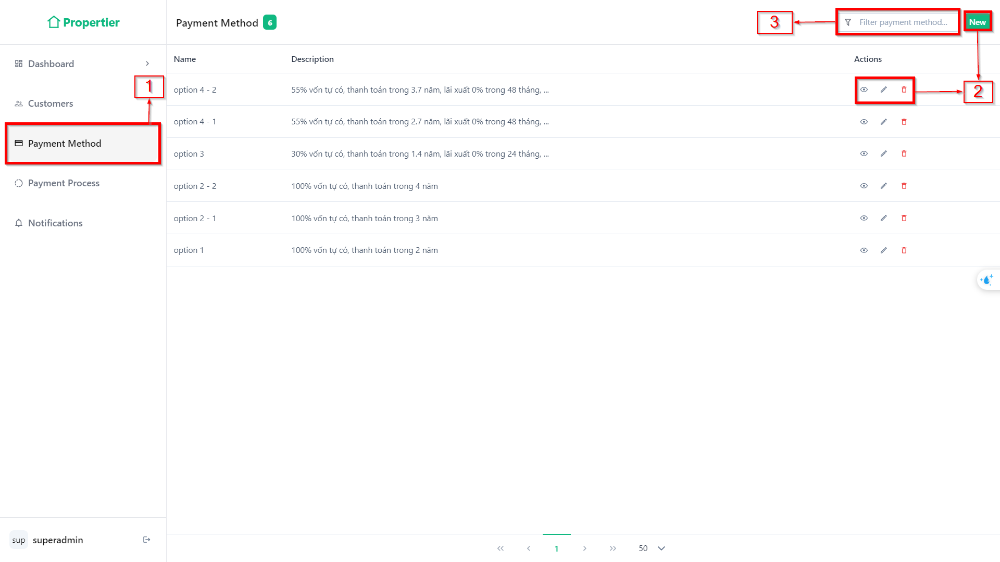 Propertier
Payment Method 6
3
Filter payment method...
New
Dashboard
1
Customers
Payment Method
Payment Process
Notifications
Name Description Actions
option 4 - 2 55% vốn tự có, thanh toán trong 3.7 năm, lãi xuất 0% trong 48 tháng, ...
2
option 4 - 1 55% vốn tự có, thanh toán trong 2.7 năm, lãi xuất 0% trong 48 tháng, ...
option 3 30% vốn tự có, thanh toán trong 1.4 năm, lãi xuất 0% trong 24 tháng, ...
option 2 - 2 100% vốn tự có, thanh toán trong 4 năm
option 2 - 1 100% vốn tự có, thanh toán trong 3 năm
option 1 100% vốn tự có, thanh toán trong 2 năm
sup superadmin
1 50